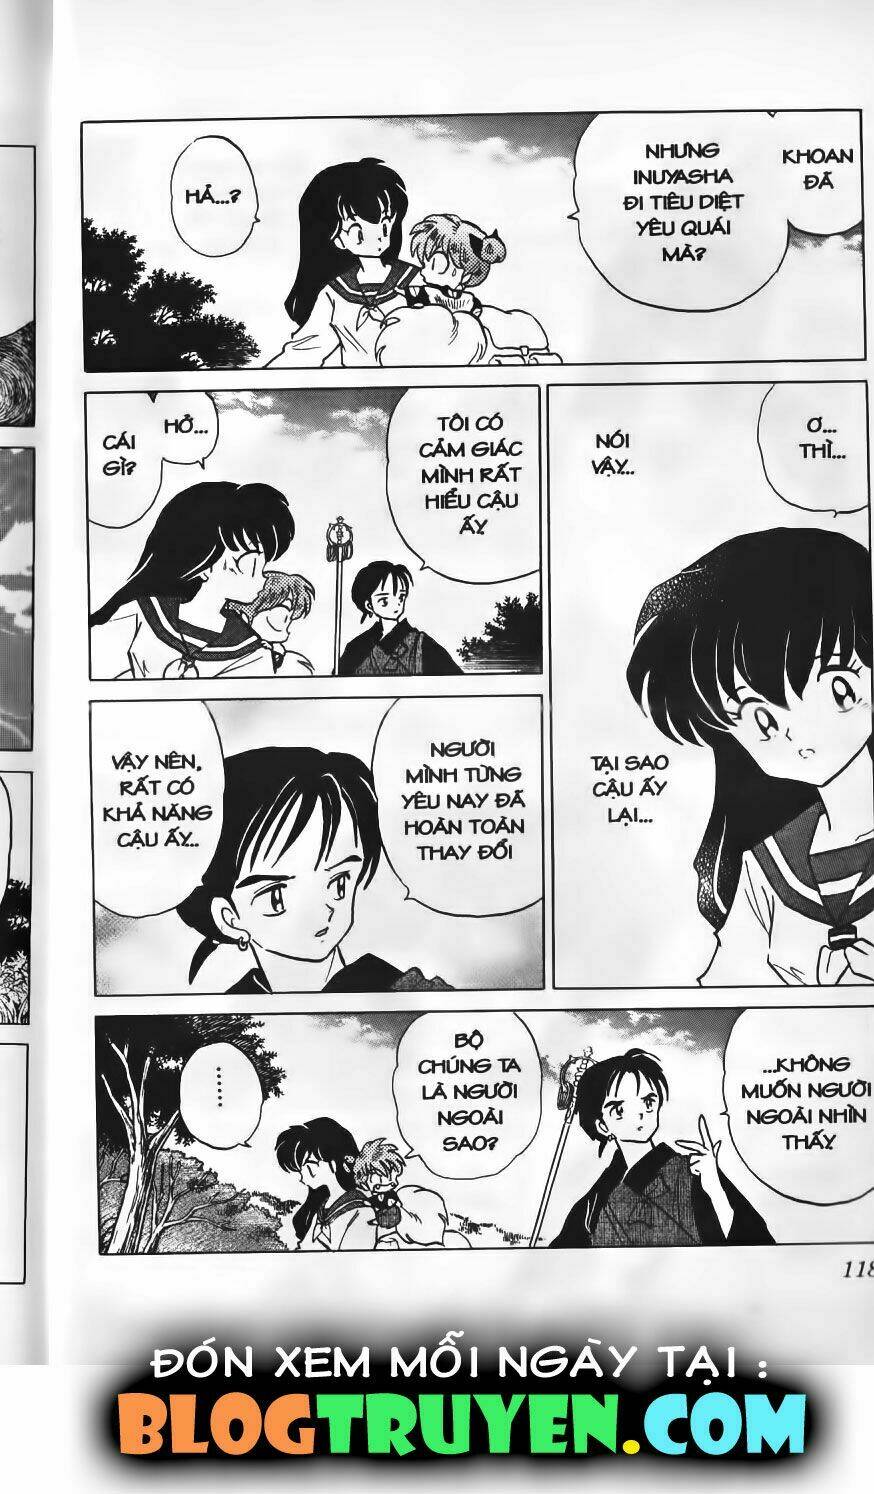 KHOAN
ĐÁ
NHƯNG
INUYASHA
ĐI TIÊU DIỆT
YÊU QUÁI
MÀ?
HẢ...?
Ơ...
THÌ...
NÓI
VẬY...
TẠI SAO
CẬU ẤY
LẠI...
TÔI CÓ
CẢM GIÁC
MÌNH RẤT
HIỂU CẬU
ẤY.
HỞ...
CÁI
GÌ?
NGƯỜI
MÌNH TỪNG
YÊU NAY ĐÃ
HOÀN TOÀN
THAY ĐỔI
VẬY NÊN,
RẤT CÓ
KHẢ NĂNG
CẬU ẤY...
...KHÔNG
MUỐN NGƯỜI
NGOÀI NHÌN
THẤY.
BỘ
CHÚNG TA
LÀ NGƯỜI
NGOÀI
SAO?
......
118
ĐÓN XEM MỖI NGÀY TẠI :
BLOGTRUYEN.COM